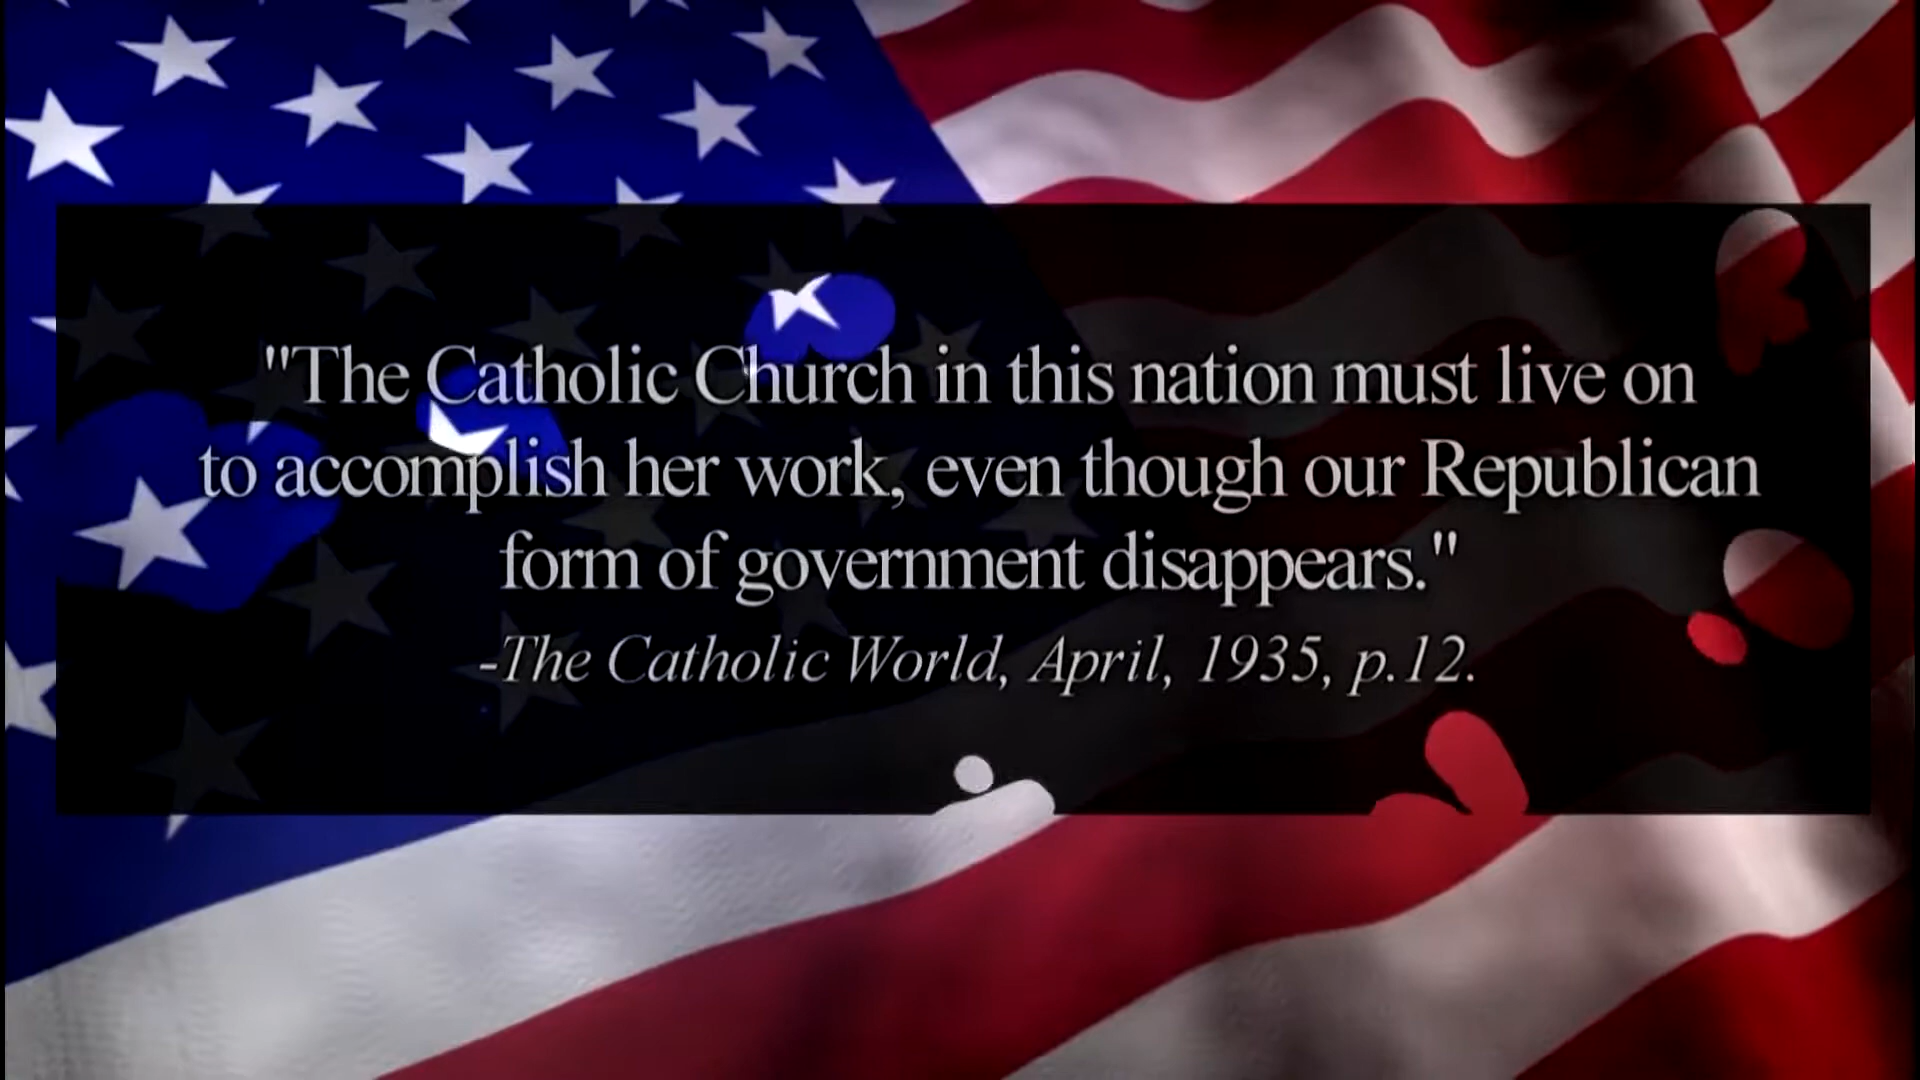 "The Catholic Church in this nation must live on
to accomplish her work, even though our Republican
form of government disappears."
-The Catholic World, April, 1935, p.12.